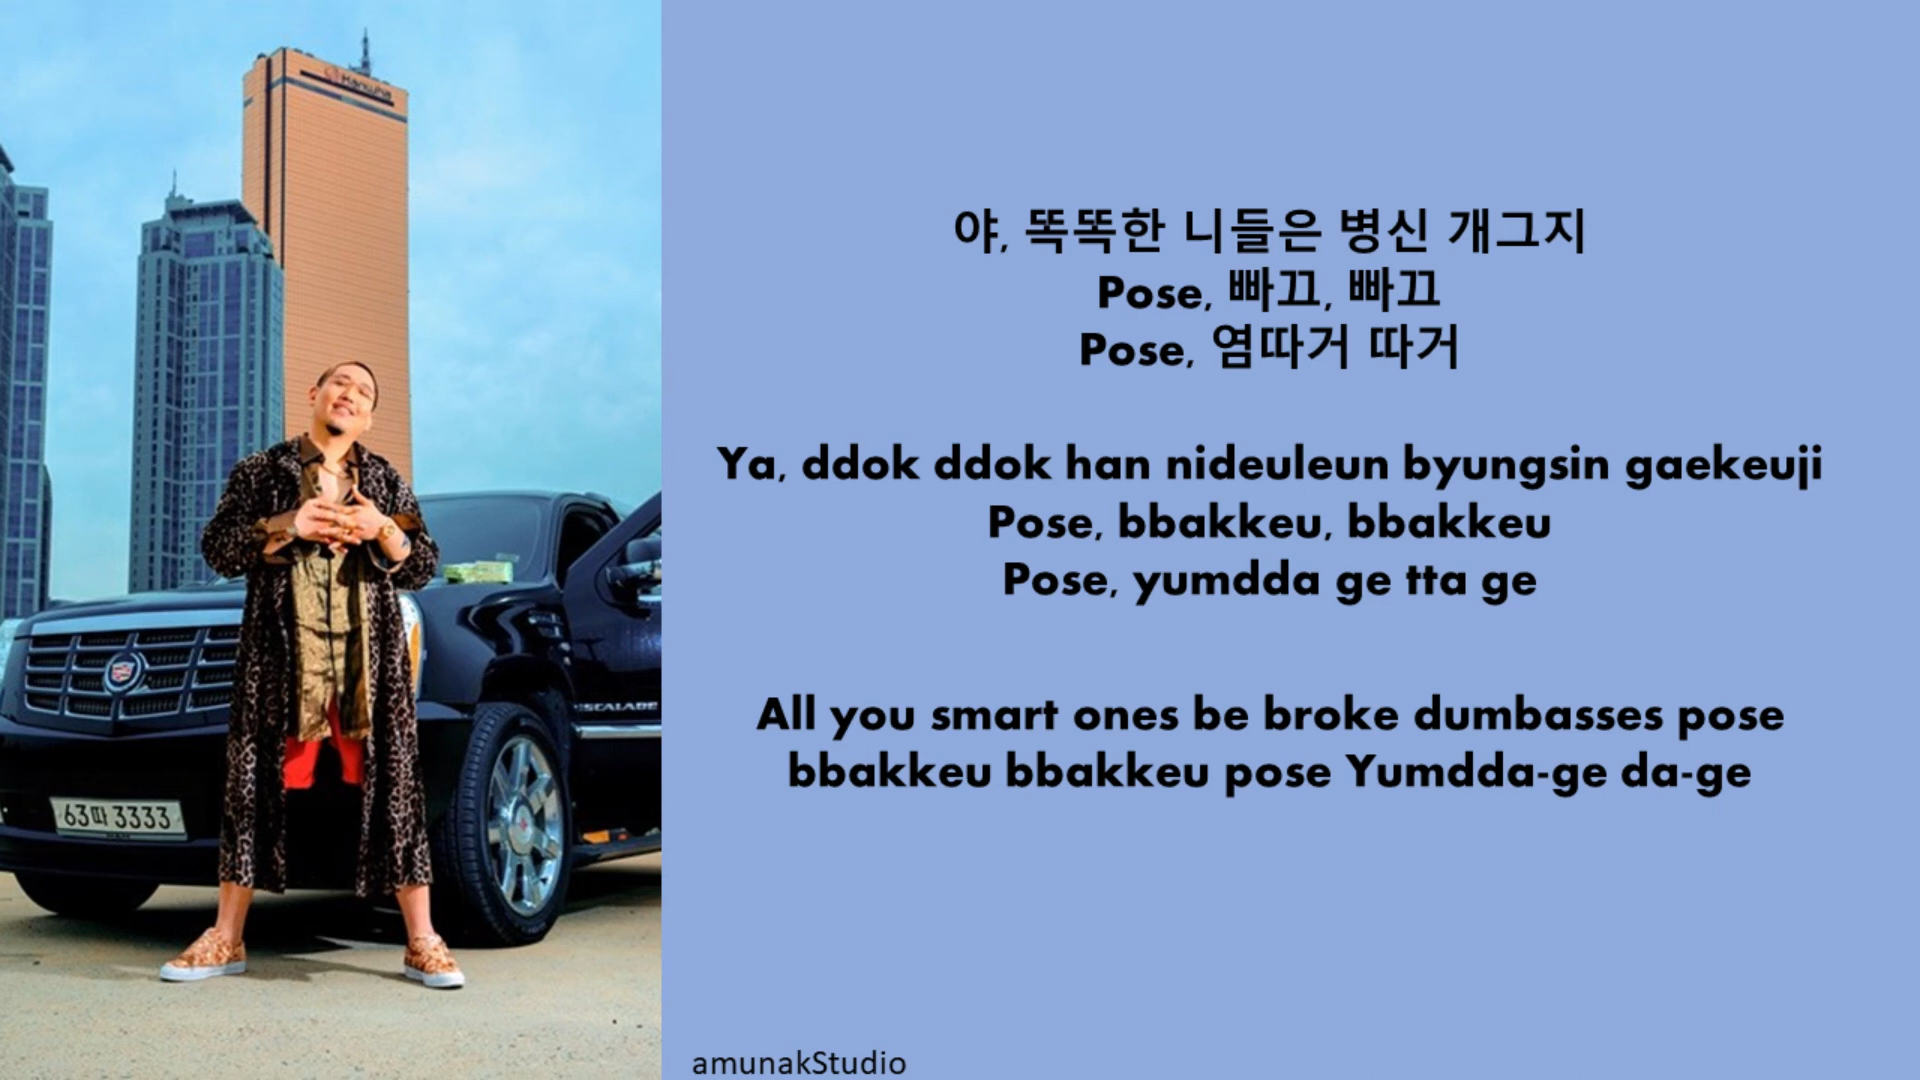 Hanwha
ESCALADE
63따 3333
야, 똑똑한 니들은 병신 개그지
Pose, 빠끄, 빠끄
Pose, 염따거 따거
Ya, ddok ddok han nideuleun byungsin gaekeuji
Pose, bbakkeu, bbakkeu
Pose, yumdda ge tta ge
All you smart ones be broke dumbasses pose
bbakkeu bbakkeu pose Yumdda-ge da-ge
amunakStudio